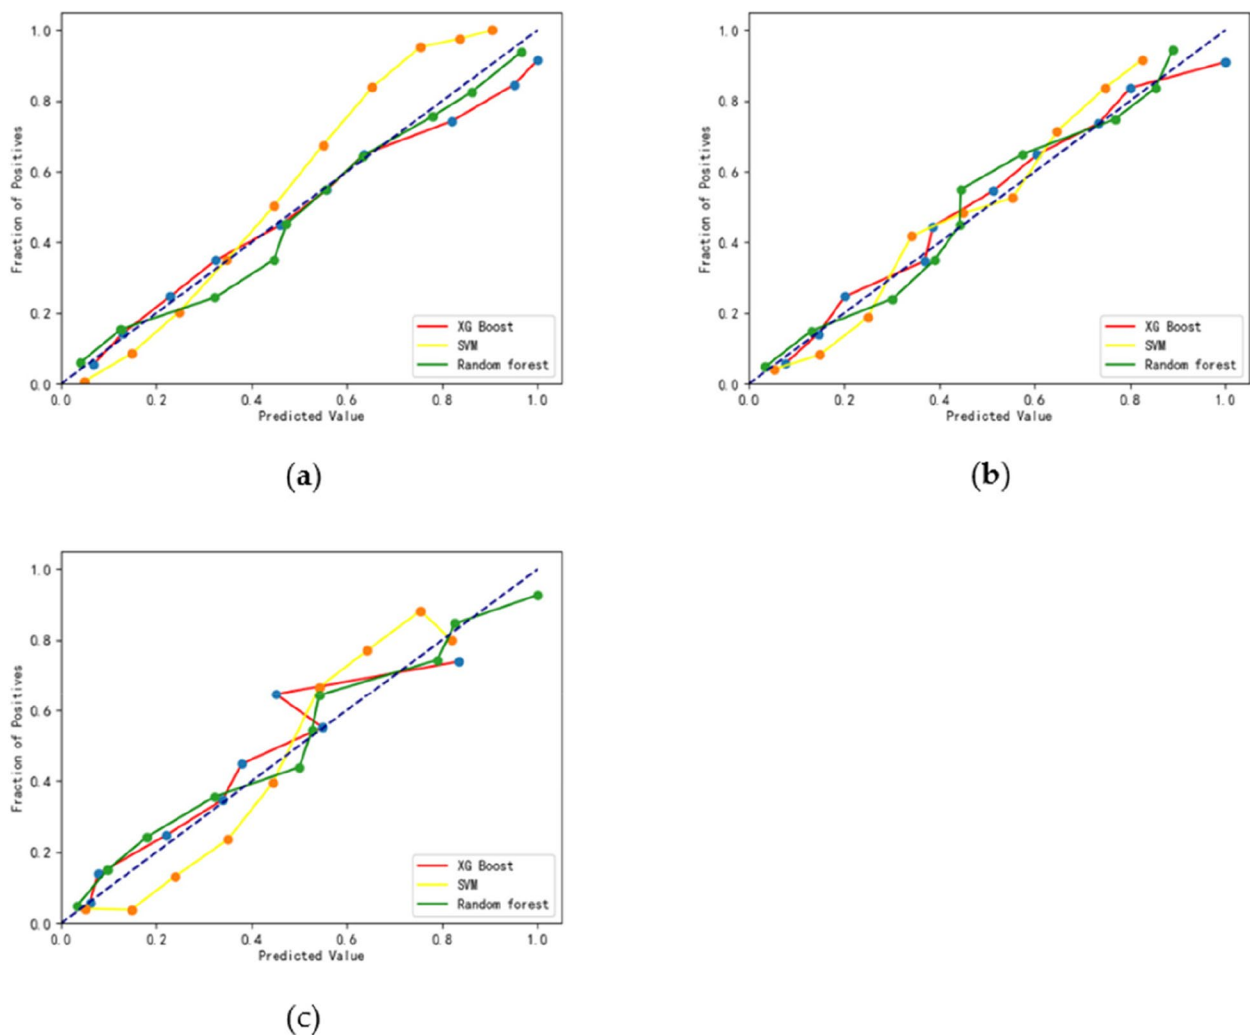 1.0
0.8
0.6
0.4
0.2
0.0
Fraction of Positives
XG Boost
SVM
Random forest
0.0 0.2 0.4 0.6 0.8 1.0
Predicted Value
(a)
1.0
0.8
0.6
0.4
0.2
0.0
Fraction of Positives
XG Boost
SVM
Random forest
0.0 0.2 0.4 0.6 0.8 1.0
Predicted Value
(b)
1.0
0.8
0.6
0.4
0.2
0.0
Fraction of Positives
XG Boost
SVM
Random forest
0.0 0.2 0.4 0.6 0.8 1.0
Predicted Value
(c)